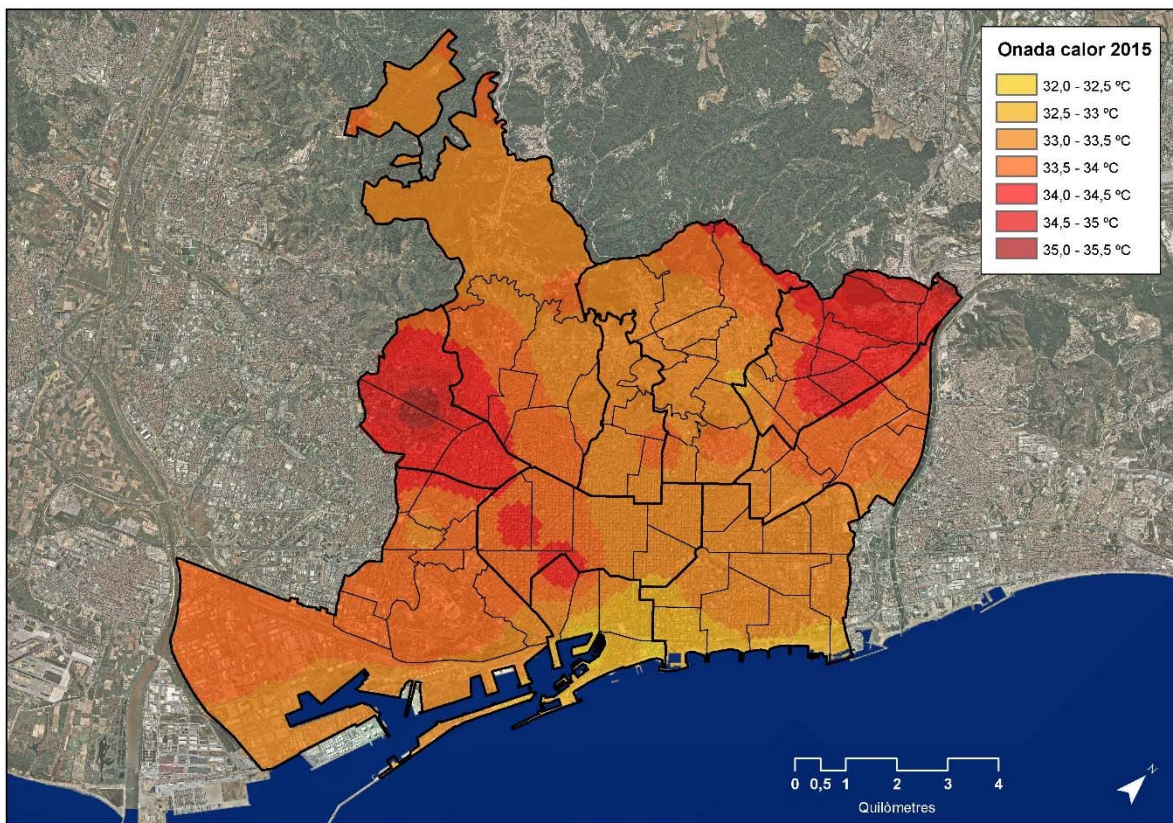 Onada calor 2015
32,0 - 32,5 ºC
32,5 - 33 ºC
33,0 - 33,5 ºC
33,5 - 34 ºC
34,0 - 34,5 ºC
34,5 - 35 ºC
35,0 - 35,5 ºC
0 0,5 1 2 3 4
Quilòmetres
N